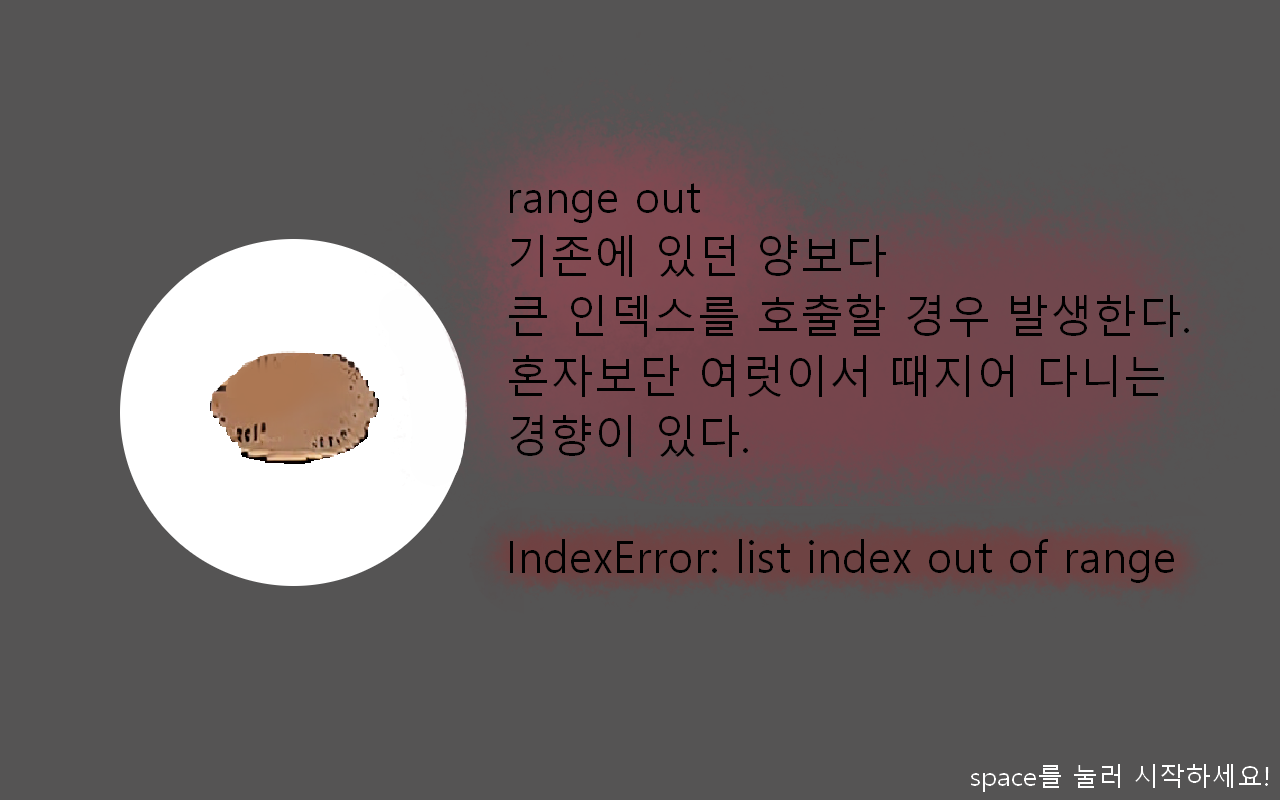 range out
기존에 있던 양보다
큰 인덱스를 호출할 경우 발생한다.
혼자보단 여럿이서 때지어 다니는
경향이 있다.
IndexError: list index out of range
space를 눌러 시작하세요!